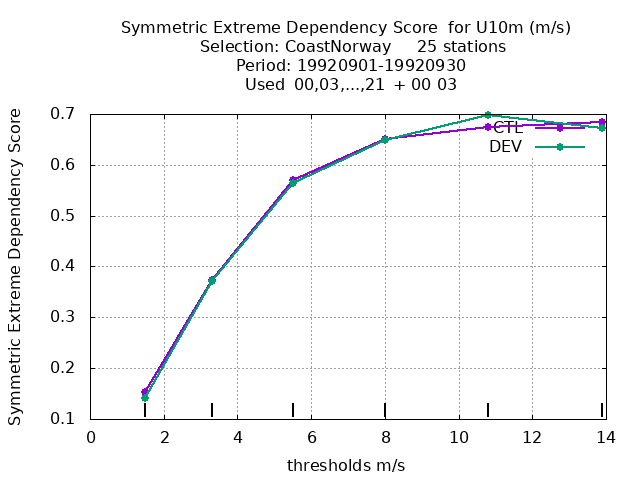 Symmetric Extreme Dependency Score  for U10m (m/s)
Selection: CoastNorway     25 stations
Period: 19920901-19920930
Used  00,03,...,21  + 00 03
Symmetric Extreme Dependency Score
0.7
0.6
0.5
0.4
0.3
0.2
0.1
CTL
DEV
0 2 4 6 8 10 12 14
thresholds m/s